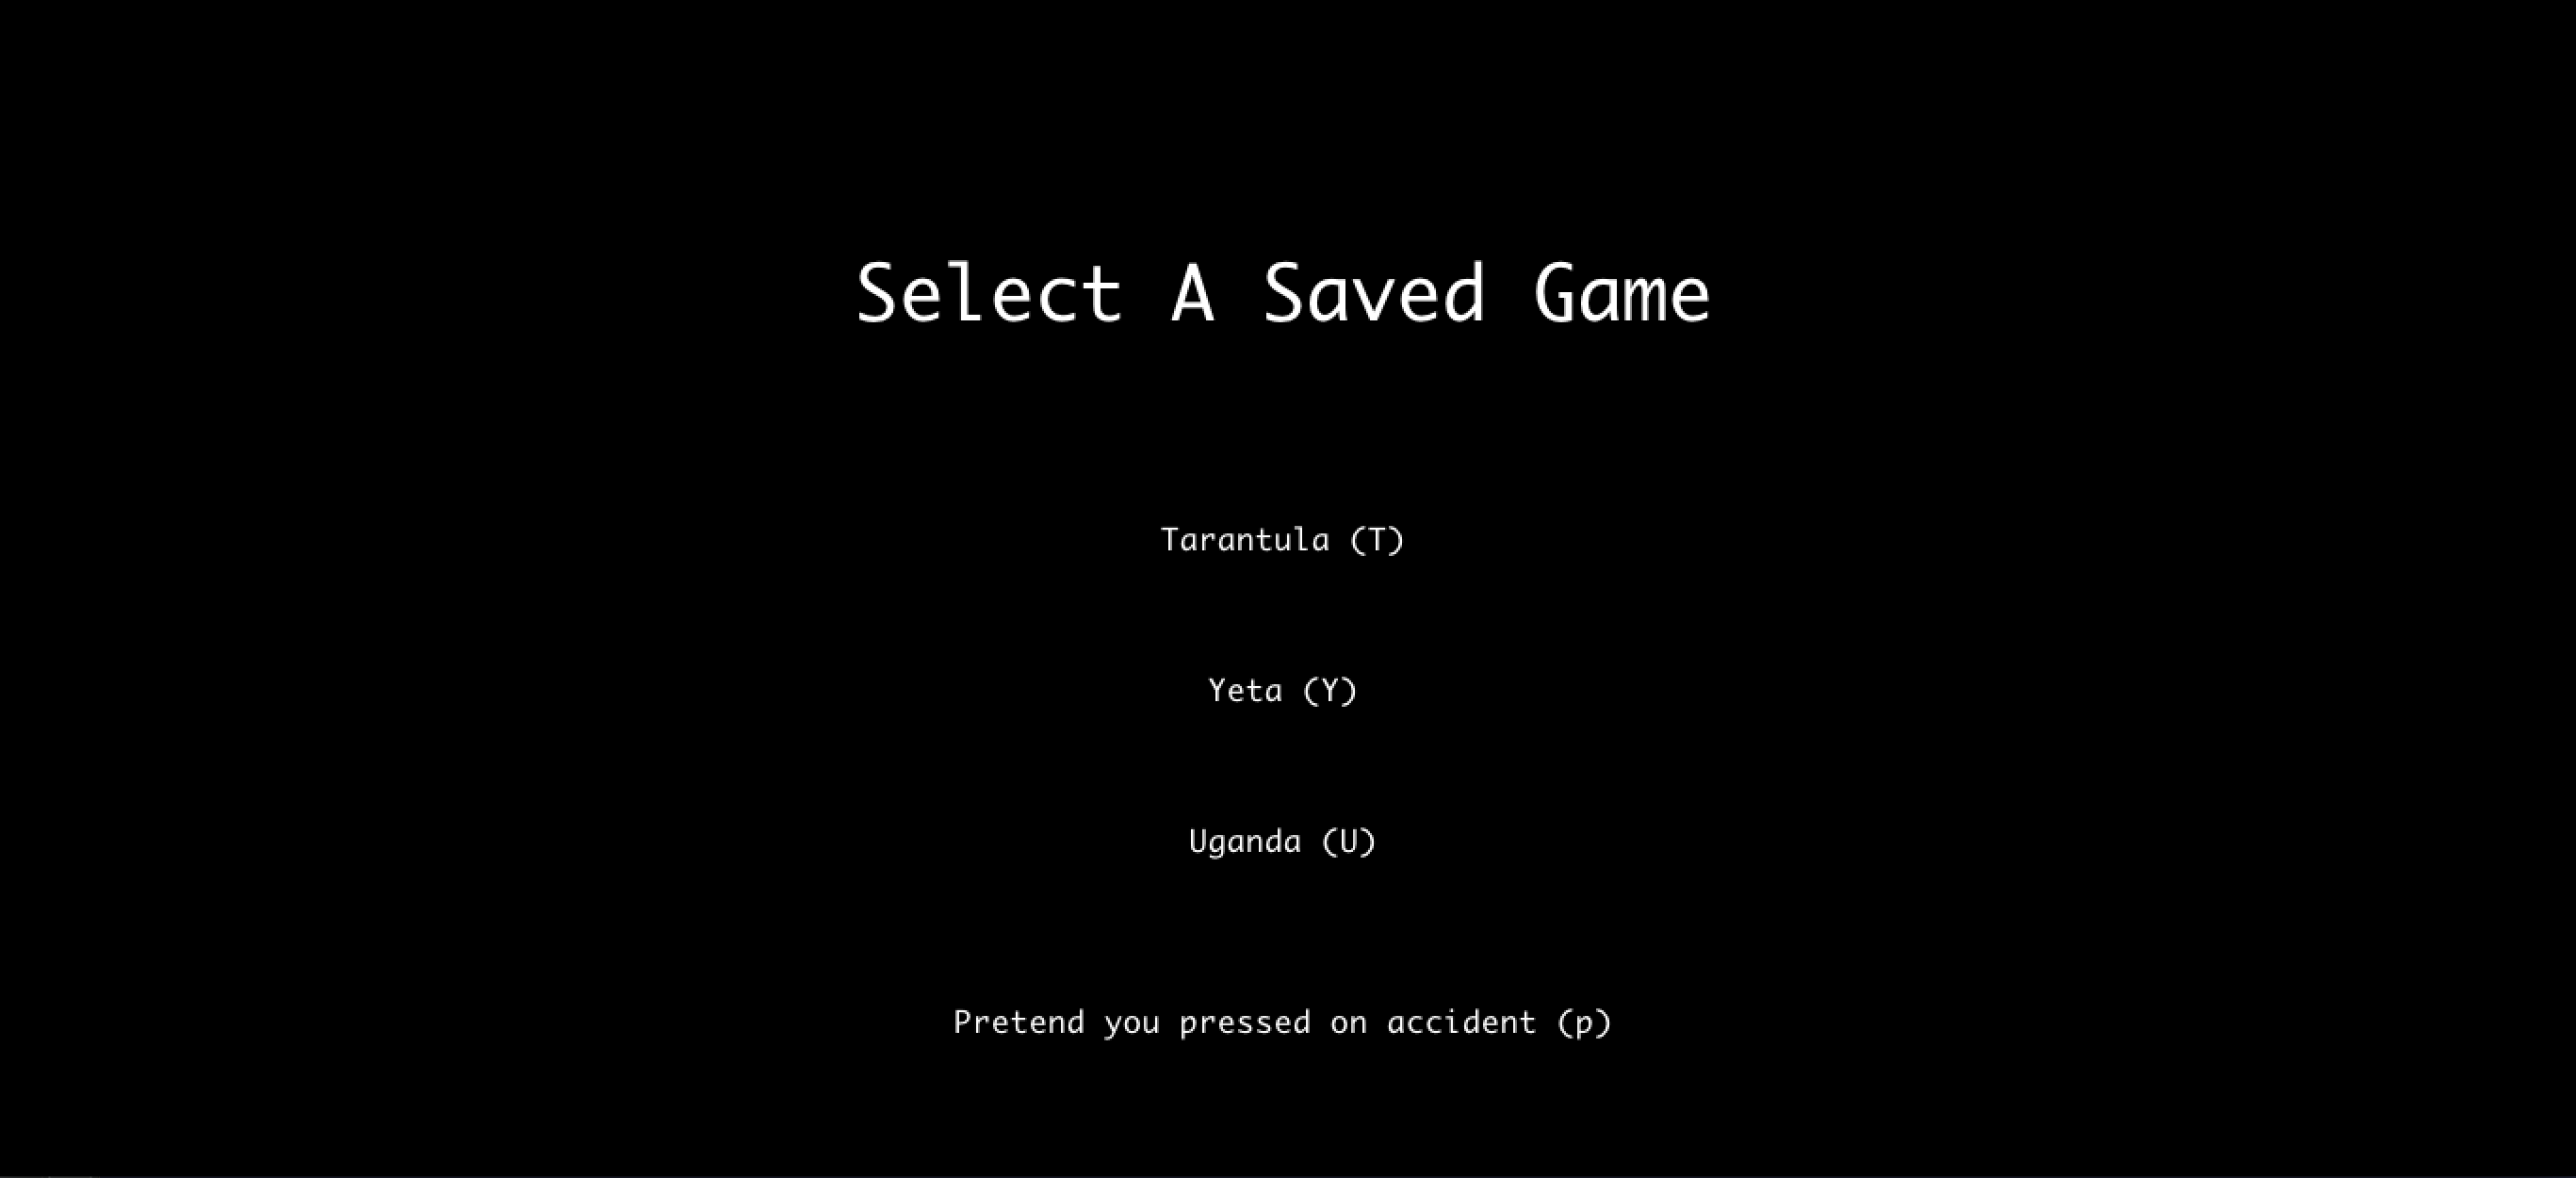 Select A Saved Game
Tarantula (T)
Yeta (Y)
Uganda (U)
Pretend you pressed on accident (p)